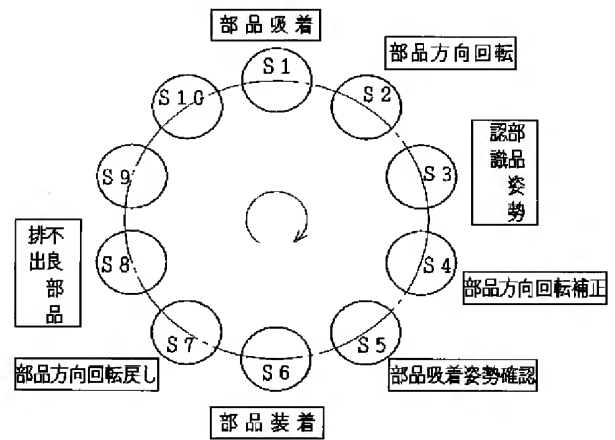 部品吸着
S1
部品方向回転
S2
S10
部品姿勢
認識
S3
S9
S4
部品方向回転補正
不良部品
排出
S8
S5
部品吸着姿勢確認
S7
部品方向回転戻し
S6
部品装着